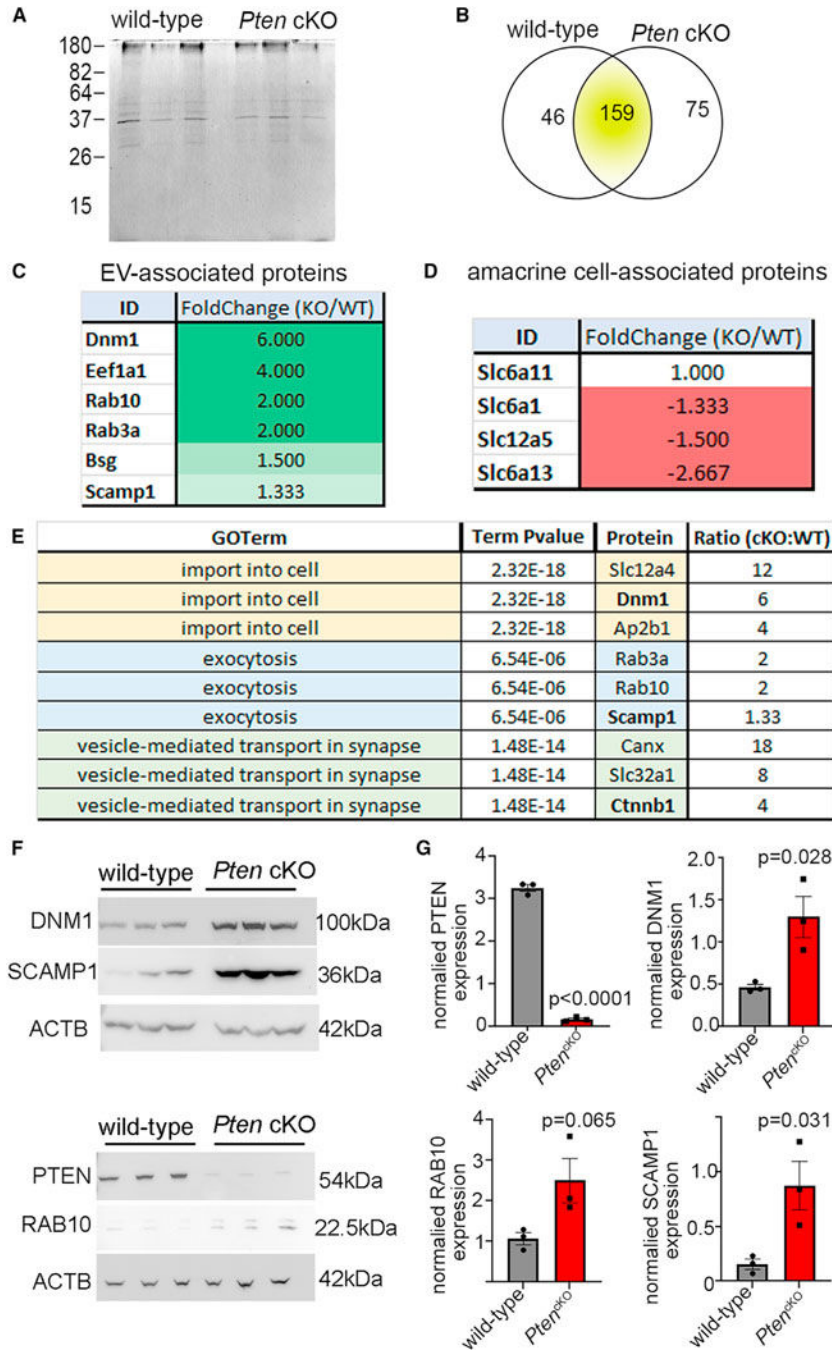 A
wild-type Pten cKO
180
82
64
37
26
15
B
wild-type Pten cKO
46 159 75
C EV-associated proteins
ID FoldChange (KO/WT)
Dnm1 6.000
Eef1a1 4.000
Rab10 2.000
Rab3a 2.000
Bsg 1.500
Scamp1 1.333
D amacrine cell-associated proteins
ID FoldChange (KO/WT)
Slc6a11 1.000
Slc6a1 -1.333
Slc12a5 -1.500
Slc6a13 -2.667
E
GOTerm Term Pvalue Protein Ratio (cKO:WT)
import into cell 2.32E-18 Slc12a4 12
import into cell 2.32E-18 Dnm1 6
import into cell 2.32E-18 Ap2b1 4
exocytosis 6.54E-06 Rab3a 2
exocytosis 6.54E-06 Rab10 2
exocytosis 6.54E-06 Scamp1 1.33
vesicle-mediated transport in synapse 1.48E-14 Canx 18
vesicle-mediated transport in synapse 1.48E-14 Slc32a1 8
vesicle-mediated transport in synapse 1.48E-14 Ctnnb1 4
F
wild-type Pten cKO
DNM1 100kDa
SCAMP1 36kDa
ACTB 42kDa
wild-type Pten cKO
PTEN 54kDa
RAB10 22.5kDa
ACTB 42kDa
G
normalied PTEN
expression
4
3
2
1
0
p<0.0001
wild-type
PtencKO
normalied DNM1
expression
2.0
1.5
1.0
0.5
0.0
p=0.028
wild-type
PtencKO
normalied RAB10
expression
4
3
2
1
0
p=0.065
wild-type
PtencKO
normalied SCAMP1
expression
1.5
1.0
0.5
0
p=0.031
wild-type
PtencKO